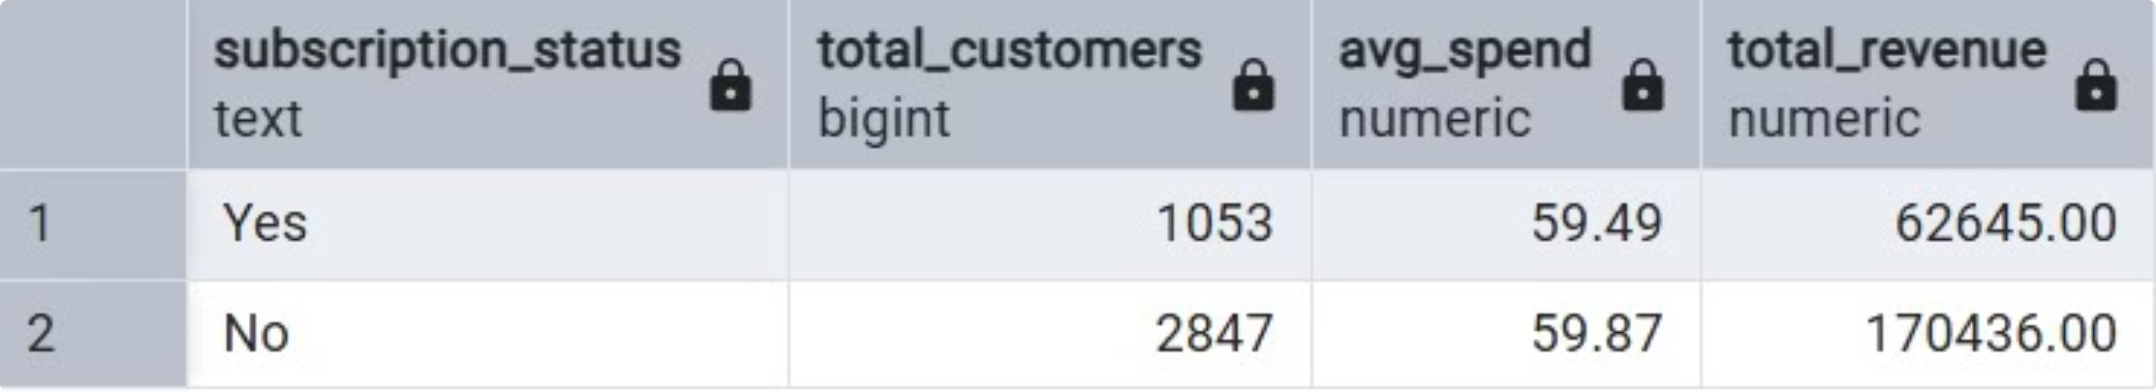 subscription_status total_customers avg_spend total_revenue
text bigint numeric numeric
1 Yes 1053 59.49 62645.00
2 No 2847 59.87 170436.00